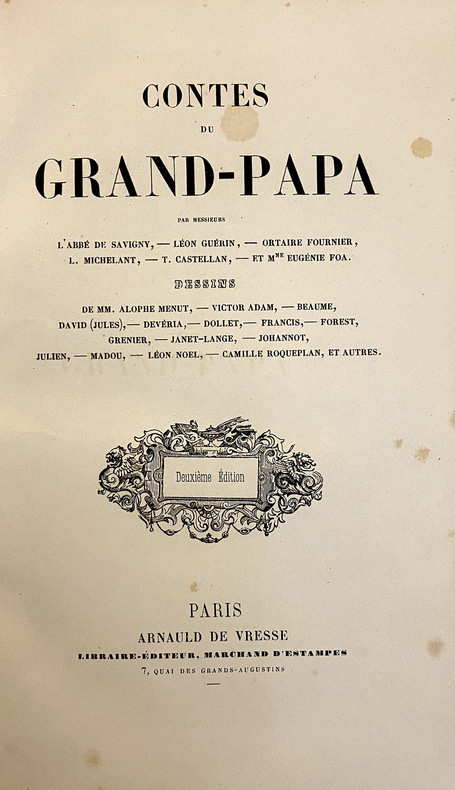 CONTES
DU
GRAND-PAPA
PAR MESSIEURS
L'ABBÉ DE SAVIGNY, — LÉON GUÉRIN, — ORTAIRE FOURNIER,
L. MICHELANT, — T. CASTELLAN, — ET MME EUGÉNIE FOA.
DESSINS
DE MM. ALOPHE MENUT, — VICTOR ADAM, — BEAUME,
DAVID (JULES), — DEVÉRIA, — DOLLET, — FRANCIS, — FOREST,
GRENIER, — JANET-LANGE, — JOHANNOT,
JULIEN, — MADOU, — LÉON NOEL, — CAMILLE ROQUEPLAN, ET AUTRES.
Deuxième Édition
PARIS
ARNAULD DE VRESSE
LIBRAIRE-ÉDITEUR, MARCHAND D'ESTAMPES
7, QUAI DES GRANDS-AUGUSTINS